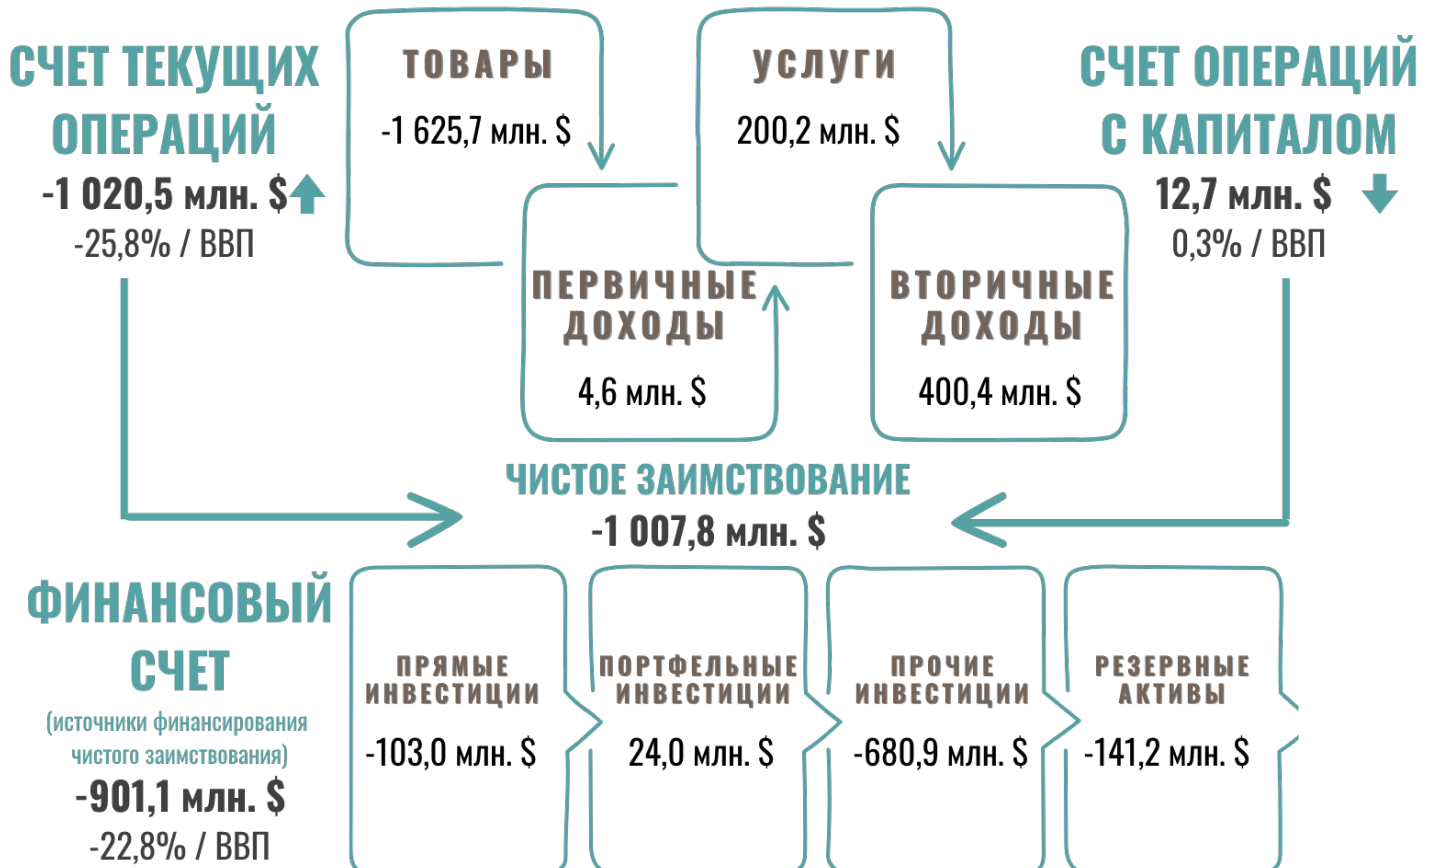 СЧЕТ ТЕКУЩИХ
ОПЕРАЦИЙ
-1 020,5 млн. $
-25,8% / ВВП
ТОВАРЫ
-1 625,7 млн. $
УСЛУГИ
200,2 млн. $
СЧЕТ ОПЕРАЦИЙ
С КАПИТАЛОМ
12,7 млн. $
0,3% / ВВП
ПЕРВИЧНЫЕ
ДОХОДЫ
4,6 млн. $
ВТОРИЧНЫЕ
ДОХОДЫ
400,4 млн. $
ЧИСТОЕ ЗАИМСТВОВАНИЕ
-1 007,8 млн. $
ФИНАНСОВЫЙ
СЧЕТ
(источники финансирования
чистого заимствования)
-901,1 млн. $
-22,8% / ВВП
ПРЯМЫЕ
ИНВЕСТИЦИИ
-103,0 млн. $
ПОРТФЕЛЬНЫЕ
ИНВЕСТИЦИИ
24,0 млн. $
ПРОЧИЕ
ИНВЕСТИЦИИ
-680,9 млн. $
РЕЗЕРВНЫЕ
АКТИВЫ
-141,2 млн. $